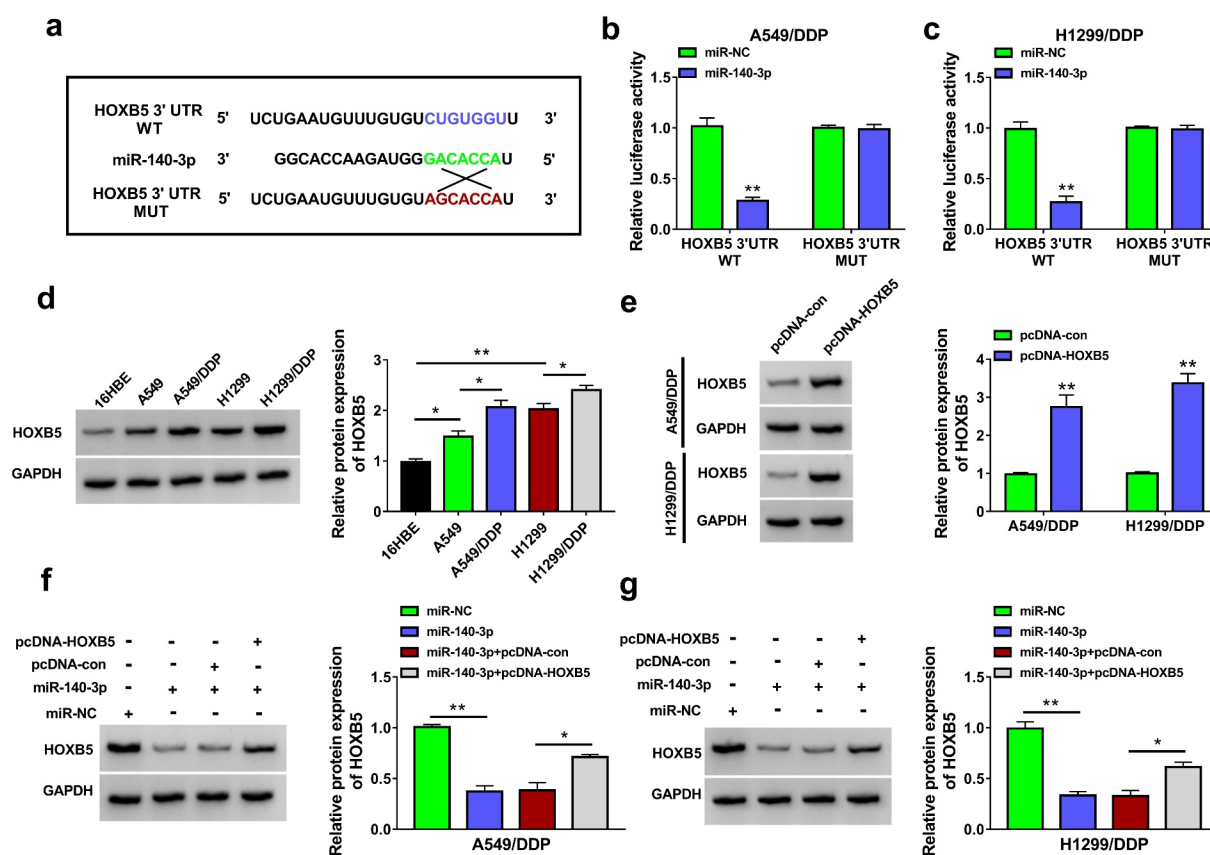 a
HOXB5 3' UTR
WT
5' UCUGAAUGUUUGUGUCUGUGGUU 3'
miR-140-3p 3' GGCACCAAGAUGGGACACCAU 5'
HOXB5 3' UTR
MUT
5' UCUGAAUGUUUGUGUAGCACCAU 3'
b
A549/DDP
miR-NC
miR-140-3p
Relative luciferase activity
1.5
1.0
0.5
0.0
**
HOXB5 3'UTR
WT
HOXB5 3'UTR
MUT
c
H1299/DDP
miR-NC
miR-140-3p
Relative luciferase activity
1.5
1.0
0.5
0.0
**
HOXB5 3'UTR
WT
HOXB5 3'UTR
MUT
d
16HBE A549 A549/DDP H1299 H1299/DDP
HOXB5
GAPDH
Relative protein expression
of HOXB5
3
2
1
0
* * ** *
16HBE A549 A549/DDP H1299 H1299/DDP
e
pcDNA-con pcDNA-HOXB5
A549/DDP
HOXB5
GAPDH
H1299/DDP
HOXB5
GAPDH
pcDNA-con
pcDNA-HOXB5
Relative protein expression
of HOXB5
4
3
2
1
0
** **
A549/DDP H1299/DDP
f
pcDNA-HOXB5 - - - +
pcDNA-con - - + -
miR-140-3p - + + +
miR-NC + - - -
HOXB5
GAPDH
miR-NC
miR-140-3p
miR-140-3p+pcDNA-con
miR-140-3p+pcDNA-HOXB5
Relative protein expression
of HOXB5
1.5
1.0
0.5
0.0
** *
A549/DDP
g
pcDNA-HOXB5 - - - +
pcDNA-con - - + -
miR-140-3p - + + +
miR-NC + - - -
HOXB5
GAPDH
miR-NC
miR-140-3p
miR-140-3p+pcDNA-con
miR-140-3p+pcDNA-HOXB5
Relative protein expression
of HOXB5
1.5
1.0
0.5
0.0
** *
H1299/DDP